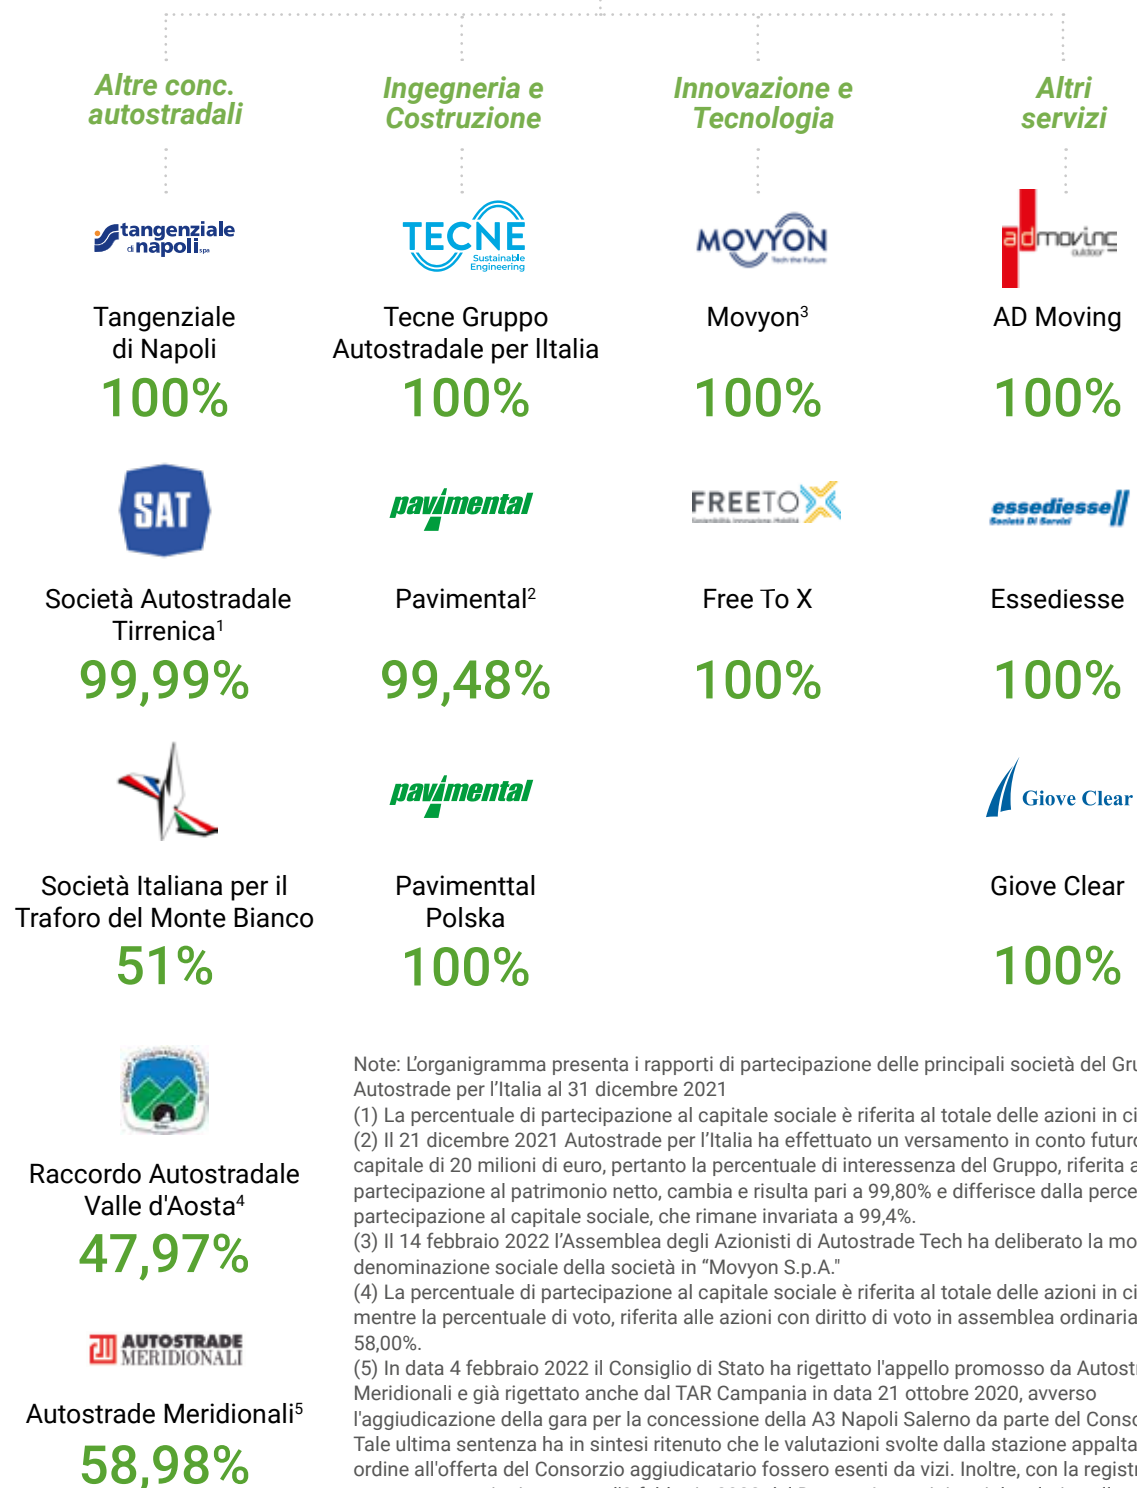 Altre conc.
autostradali
Ingegneria e
Costruzione
Innovazione e
Tecnologia
Altri
servizi
tangenziale
di napoli spa
TECNE
Sustainable
Engineering
MOVYON
Tech the Future
admoving
outdoor
Tangenziale
di Napoli
100%
Tecne Gruppo
Autostradale per lItalia
100%
Movyon³
100%
AD Moving
100%
SAT
pavimental
FREETO X
Sostenibilità, Innovazione, Mobilità
essediesse
Società Di Servizi
Società Autostradale
Tirrenica¹
99,99%
Pavimental²
99,48%
Free To X
100%
Essediesse
100%
pavimental
Giove Clear
Società Italiana per il
Traforo del Monte Bianco
51%
Pavimenttal
Polska
100%
Giove Clear
100%
Raccordo Autostradale
Valle d'Aosta⁴
47,97%
AUTOSTRADE
MERIDIONALI
Autostrade Meridionali⁵
58,98%
Note: L'organigramma presenta i rapporti di partecipazione delle principali società del Gru
Autostrade per l'Italia al 31 dicembre 2021
(1) La percentuale di partecipazione al capitale sociale è riferita al totale delle azioni in ci
(2) Il 21 dicembre 2021 Autostrade per l'Italia ha effettuato un versamento in conto futuro
capitale di 20 milioni di euro, pertanto la percentuale di interessenza del Gruppo, riferita a
partecipazione al patrimonio netto, cambia e risulta pari a 99,80% e differisce dalla perce
partecipazione al capitale sociale, che rimane invariata a 99,4%.
(3) Il 14 febbraio 2022 l'Assemblea degli Azionisti di Autostrade Tech ha deliberato la mo
denominazione sociale della società in “Movyon S.p.A."
(4) La percentuale di partecipazione al capitale sociale è riferita al totale delle azioni in ci
mentre la percentuale di voto, riferita alle azioni con diritto di voto in assemblea ordinaria
58,00%.
(5) In data 4 febbraio 2022 il Consiglio di Stato ha rigettato l'appello promosso da Autostr
Meridionali e già rigettato anche dal TAR Campania in data 21 ottobre 2020, avverso
l'aggiudicazione della gara per la concessione della A3 Napoli Salerno da parte del Conso
Tale ultima sentenza ha in sintesi ritenuto che le valutazioni svolte dalla stazione appalta
ordine all'offerta del Consorzio aggiudicatario fossero esenti da vizi. Inoltre, con la registr